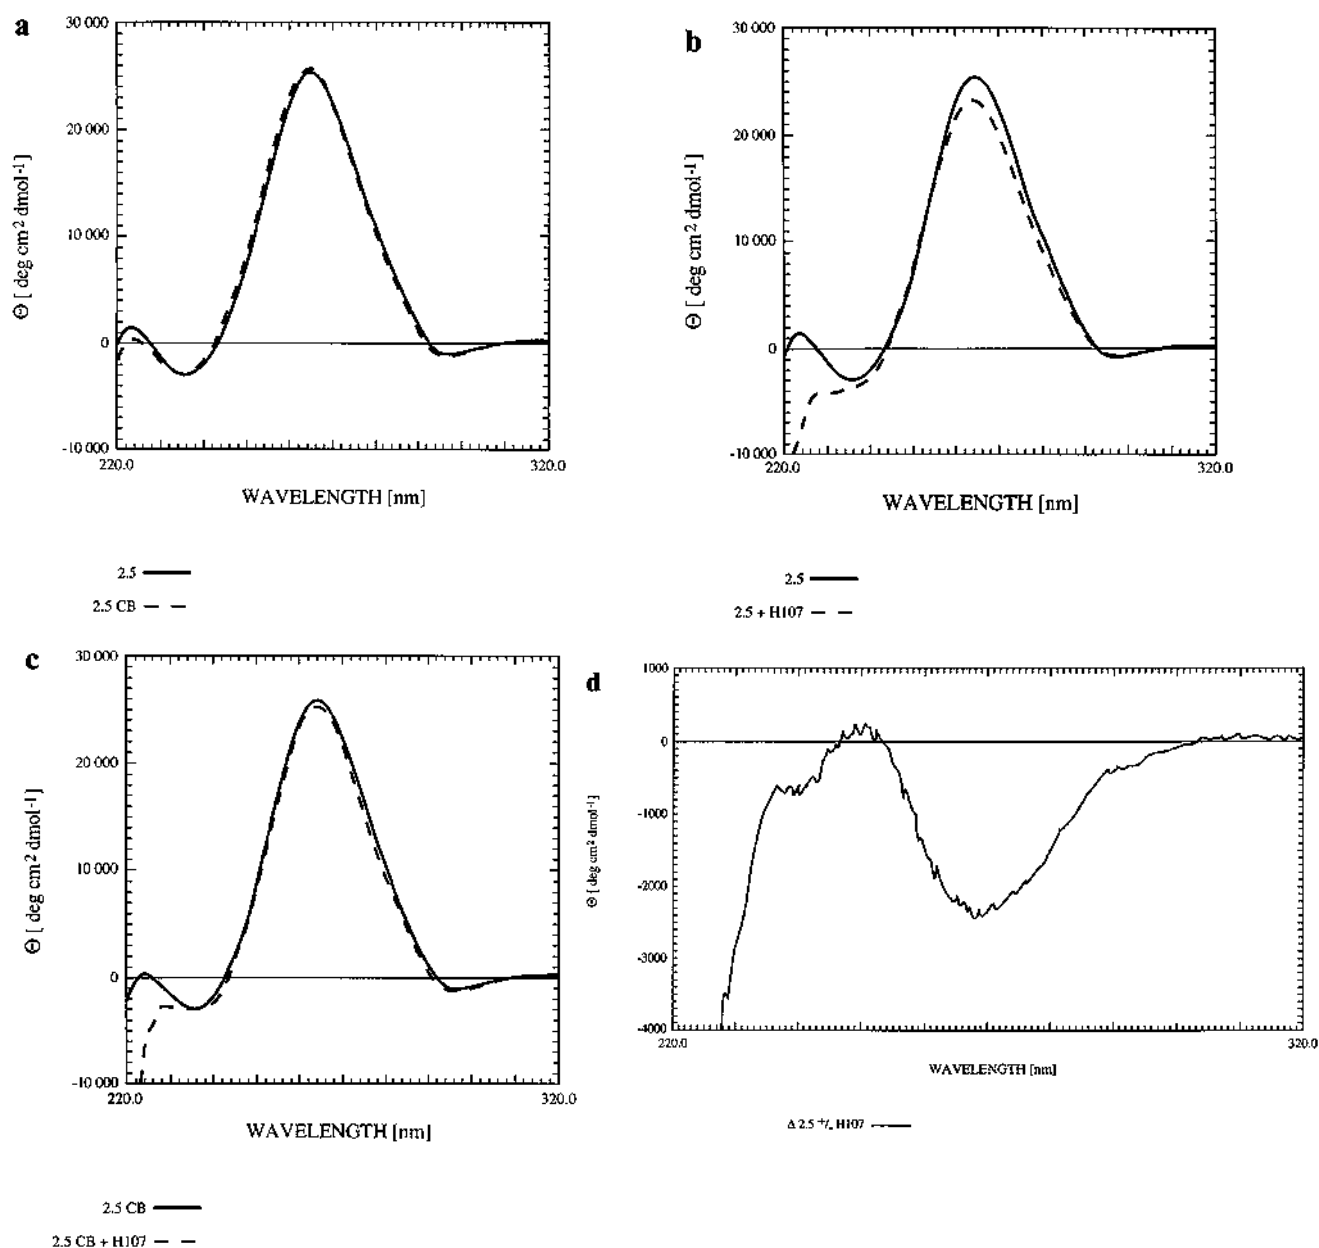 a
30 000
20 000
10 000
0
-10 000
220.0
320.0
Θ [ deg cm2 dmol-1]
WAVELENGTH [nm]
2.5
2.5 CB
b
30 000
20 000
10 000
0
-10 000
220.0
320.0
Θ [ deg cm2 dmol-1]
WAVELENGTH [nm]
2.5
2.5 + H107
c
30 000
20 000
10 000
0
-10 000
220.0
320.0
Θ [ deg cm2 dmol-1]
WAVELENGTH [nm]
2.5 CB
2.5 CB + H107
d
1000
0
-1000
-2000
-3000
-4000
220.0
320.0
Θ [ deg cm2 dmol-1]
WAVELENGTH [nm]
Δ 2.5 +/- H107